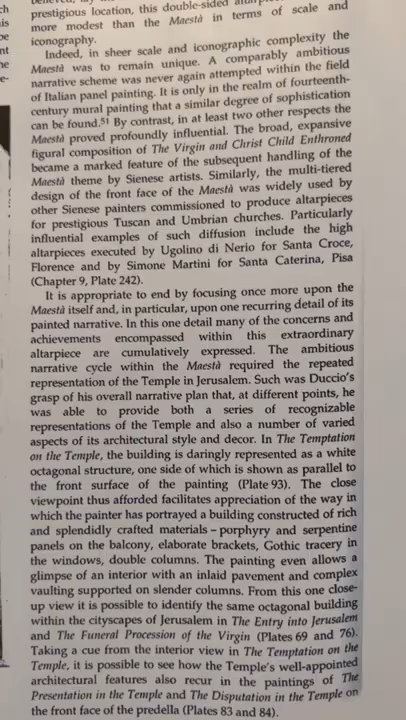 prestigious location, this double-sided
more modest than the Maestà in terms of scale and
iconography.
Indeed, in sheer scale and iconographic complexity the
Maestà was to remain unique. A comparably ambitious
narrative scheme was never again attempted within the field
of Italian panel painting. It is only in the realm of fourteenth-
century mural painting that a similar degree of sophistication
can be found.51 By contrast, in at least two other respects the
Maestà proved profoundly influential. The broad, expansive
figural composition of The Virgin and Christ Child Enthroned
became a marked feature of the subsequent handling of the
Maestà theme by Sienese artists. Similarly, the multi-tiered
design of the front face of the Maestà was widely used by
other Sienese painters commissioned to produce altarpieces
for prestigious Tuscan and Umbrian churches. Particularly
influential examples of such diffusion include the high
altarpieces executed by Ugolino di Nerio for Santa Croce,
Florence and by Simone Martini for Santa Caterina, Pisa
(Chapter 9, Plate 242).
It is appropriate to end by focusing once more upon the
Maestà itself and, in particular, upon one recurring detail of its
painted narrative. In this one detail many of the concerns and
achievements encompassed within this extraordinary
altarpiece are cumulatively expressed. The ambitious
narrative cycle within the Maestà required the repeated
representation of the Temple in Jerusalem. Such was Duccio's
grasp of his overall narrative plan that, at different points, he
was able to provide both a series of recognizable
representations of the Temple and also a number of varied
aspects of its architectural style and decor. In The Temptation
on the Temple, the building is daringly represented as a white
octagonal structure, one side of which is shown as parallel to
the front surface of the painting (Plate 93). The close
viewpoint thus afforded facilitates appreciation of the way in
which the painter has portrayed a building constructed of rich
and splendidly crafted materials – porphyry and serpentine
panels on the balcony, elaborate brackets, Gothic tracery in
the windows, double columns. The painting even allows a
glimpse of an interior with an inlaid pavement and complex
vaulting supported on slender columns. From this one close-
up view it is possible to identify the same octagonal building
within the cityscapes of Jerusalem in The Entry into Jerusalem
and The Funeral Procession of the Virgin (Plates 69 and 76).
Taking a cue from the interior view in The Temptation on the
Temple, it is possible to see how the Temple's well-appointed
architectural features also recur in the paintings of The
Presentation in the Temple and The Disputation in the Temple on
the front face of the predella (Plates 83 and 84).